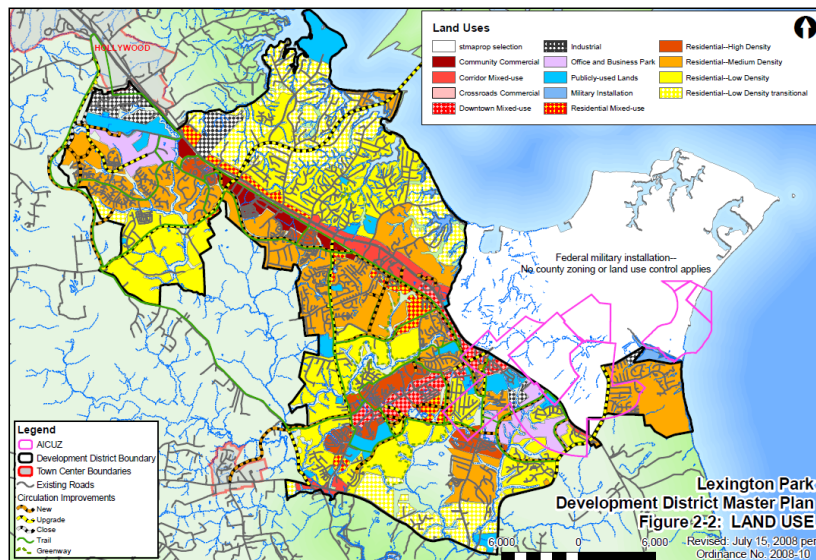 HOLLYWOOD
Land Uses
stmaprop selection
Community Commercial
Corridor Mixed-use
Crossroads Commercial
Downtown Mixed-use
Industrial
Office and Business Park
Publicly-used Lands
Military Installation
Residential Mixed-use
Residential--High Density
Residential--Medium Density
Residential--Low Density
Residential--Low Density transitional
Federal military installation--
No county zoning or land use control applies
Legend
AICUZ
Development District Boundary
Town Center Boundaries
Existing Roads
Circulation Improvements
New
Upgrade
Close
Trail
Greenway
Lexington Park
Development District Master Plan
Figure 2-2: LAND USE
6,000 0 6,000
Revised: July 15, 2008 per
Ordinance No. 2008-10